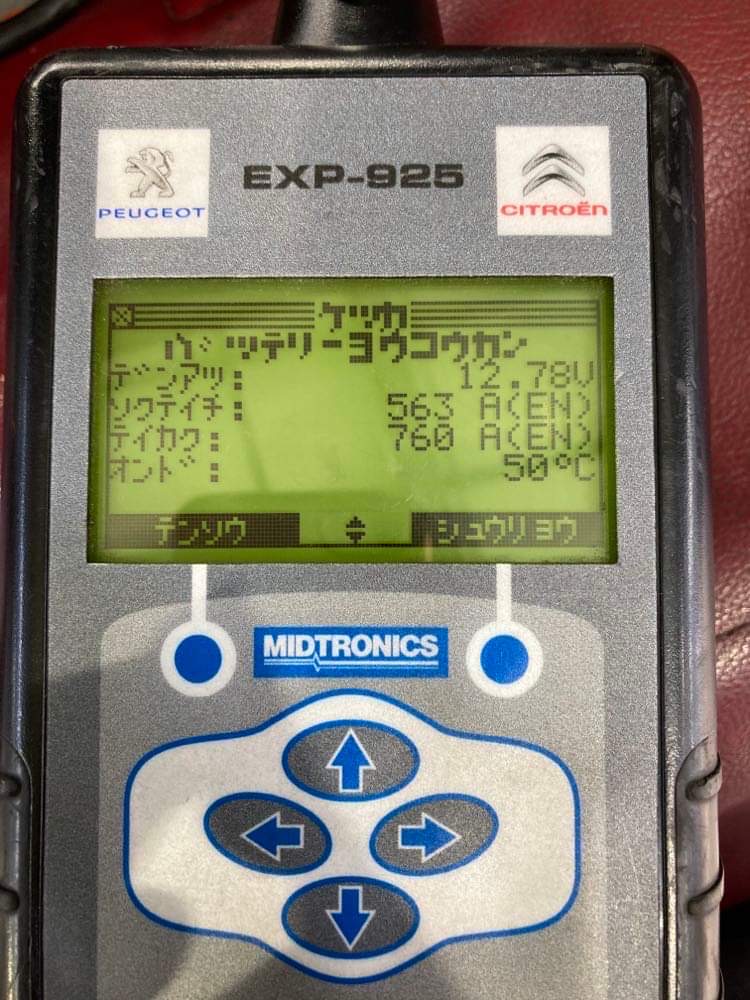 EXP-925
PEUGEOT
CITROËN
ケツカ
バツテリーヨウコウカン
デンアツ: 12.78V
ソクテイチ: 563 A(EN)
テイカク: 760 A(EN)
オンド: 50°C
テンソウ シュウリョウ
MIDTRONICS